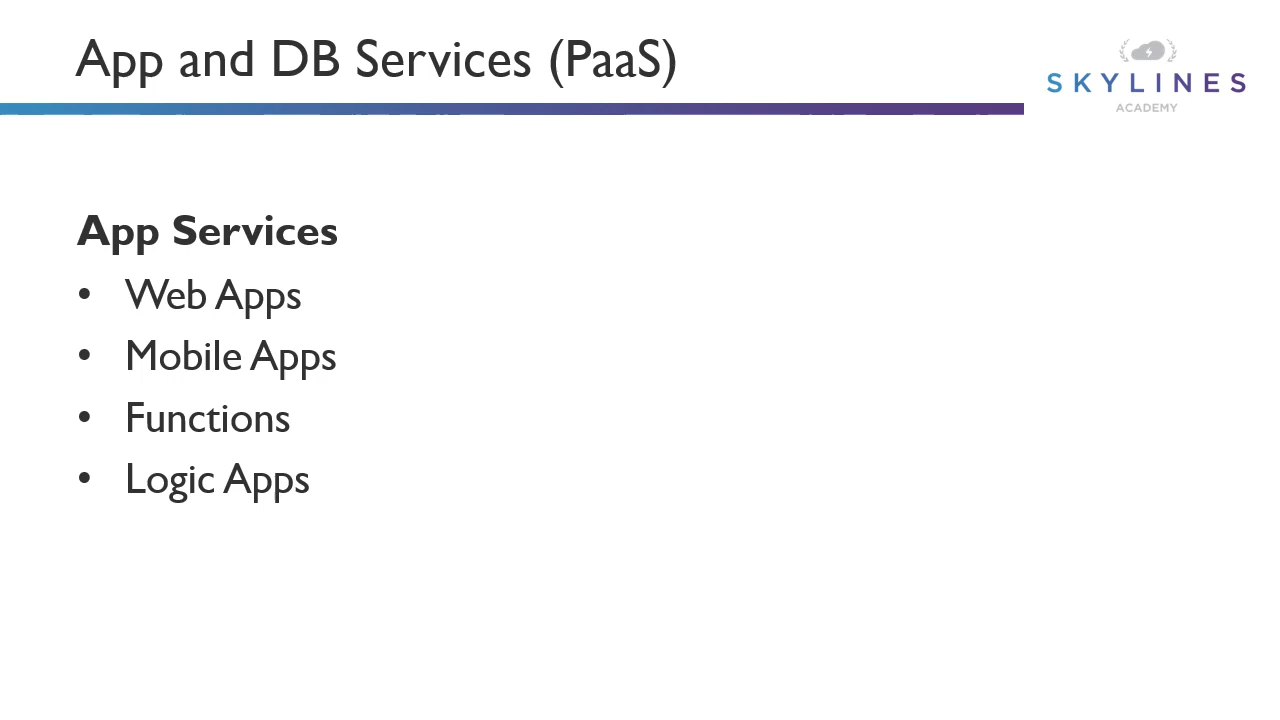 App and DB Services (PaaS)
SKYLINES
ACADEMY
App Services
• Web Apps
• Mobile Apps
• Functions
• Logic Apps